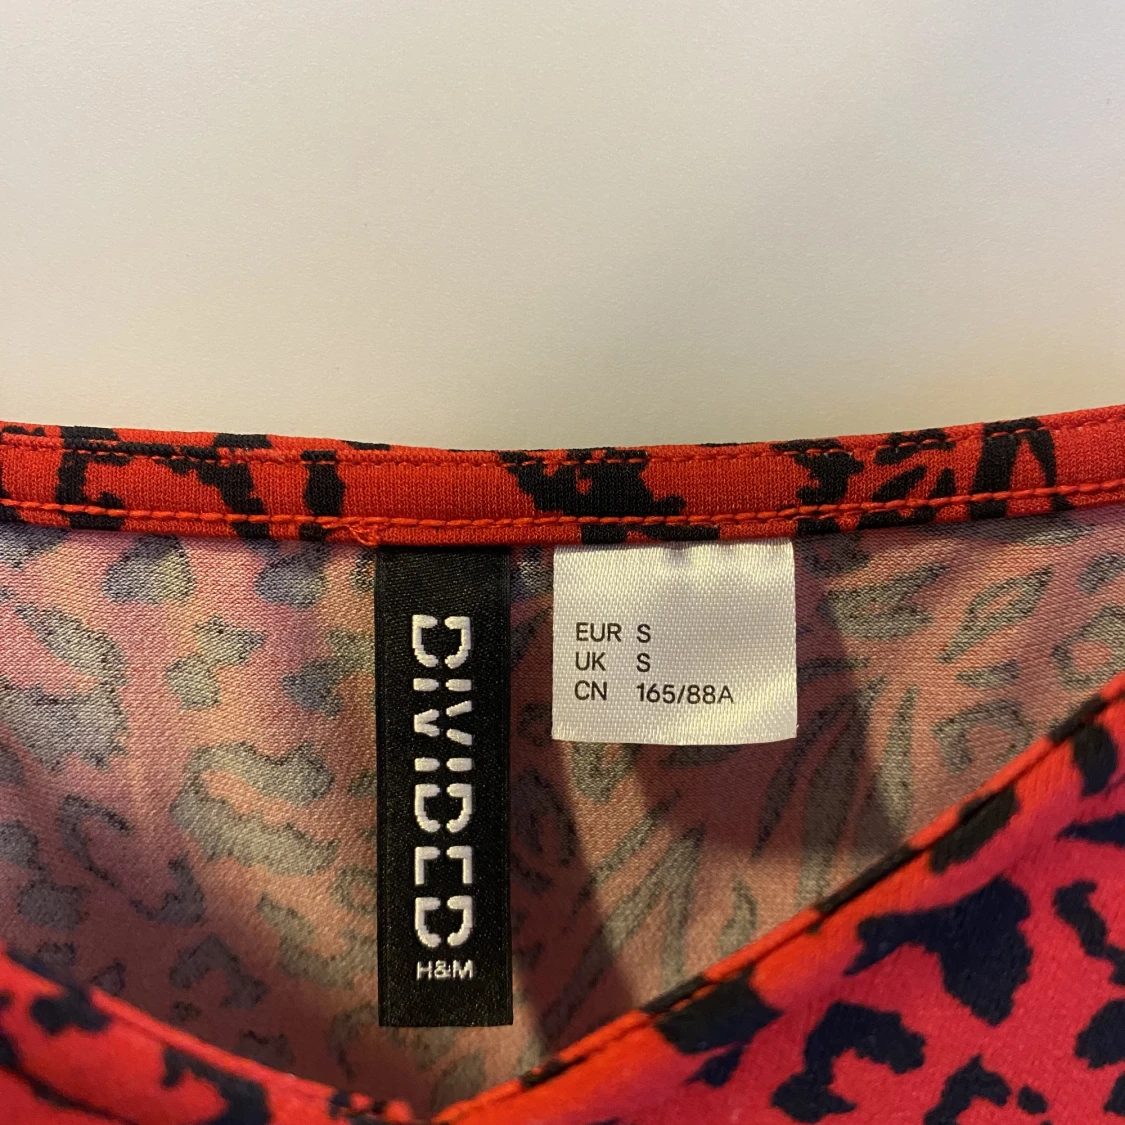 DIVIDED
H&M
EUR S
UK S
CN 165/88A